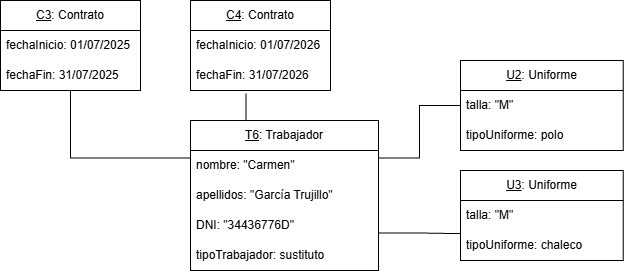 C3: Contrato
fechaInicio: 01/07/2025
fechaFin: 31/07/2025
C4: Contrato
fechaInicio: 01/07/2026
fechaFin: 31/07/2026
U2: Uniforme
talla: "M"
tipoUniforme: polo
T6: Trabajador
nombre: "Carmen"
apellidos: "García Trujillo"
DNI: "34436776D"
tipoTrabajador: sustituto
U3: Uniforme
talla: "M"
tipoUniforme: chaleco